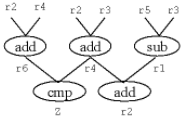 r2 r4 r2 r3 r5 r3
add add sub
r6 r4 r1
cmp add
Z r2